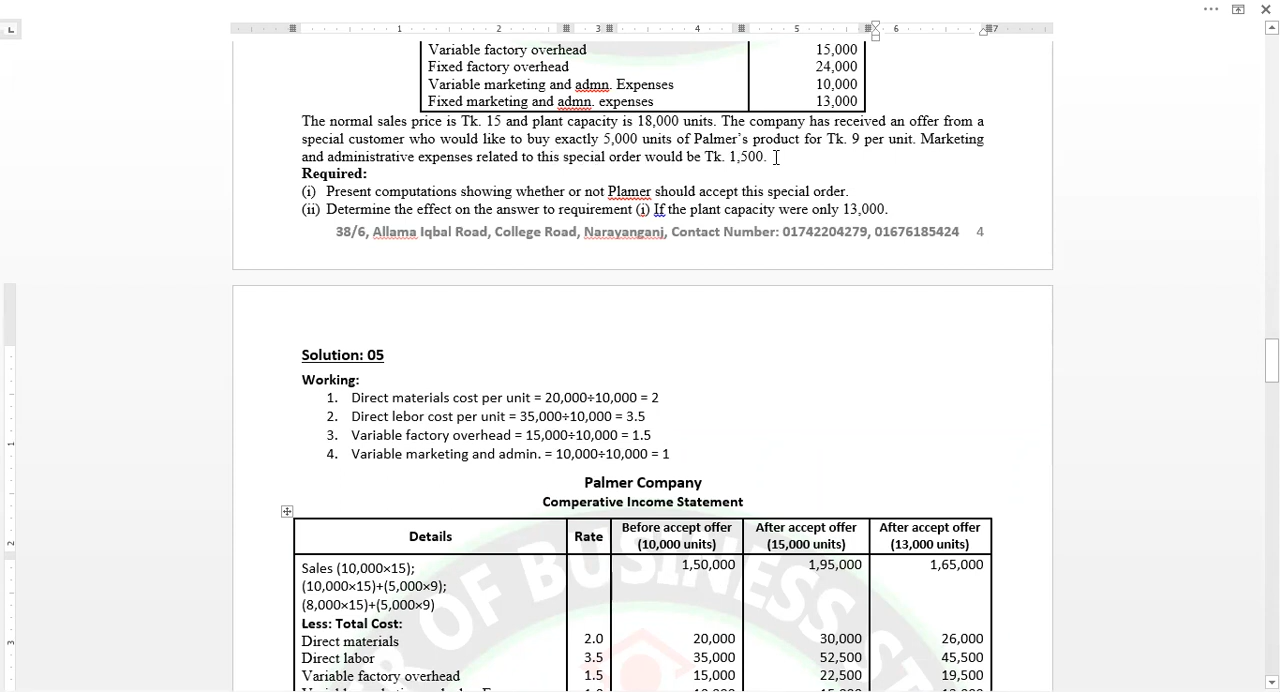 1 2 3 4 5 6 7
Variable factory overhead 15,000
Fixed factory overhead 24,000
Variable marketing and admn. Expenses 10,000
Fixed marketing and admn. expenses 13,000
The normal sales price is Tk. 15 and plant capacity is 18,000 units. The company has received an offer from a
special customer who would like to buy exactly 5,000 units of Palmer’s product for Tk. 9 per unit. Marketing
and administrative expenses related to this special order would be Tk. 1,500.
Required:
(i) Present computations showing whether or not Plamer should accept this special order.
(ii) Determine the effect on the answer to requirement (i) If the plant capacity were only 13,000.
38/6, Allama Iqbal Road, College Road, Narayanganj, Contact Number: 01742204279, 01676185424 4
Solution: 05
Working:
1. Direct materials cost per unit = 20,000÷10,000 = 2
2. Direct lebor cost per unit = 35,000÷10,000 = 3.5
3. Variable factory overhead = 15,000÷10,000 = 1.5
4. Variable marketing and admin. = 10,000÷10,000 = 1
Palmer Company
Comperative Income Statement
Details Rate Before accept offer (10,000 units) After accept offer (15,000 units) After accept offer (13,000 units)
Sales (10,000×15); 1,50,000 1,95,000 1,65,000
(10,000×15)+(5,000×9);
(8,000×15)+(5,000×9)
Less: Total Cost:
Direct materials 2.0 20,000 30,000 26,000
Direct labor 3.5 35,000 52,500 45,500
Variable factory overhead 1.5 15,000 22,500 19,500
OF BUSINESS